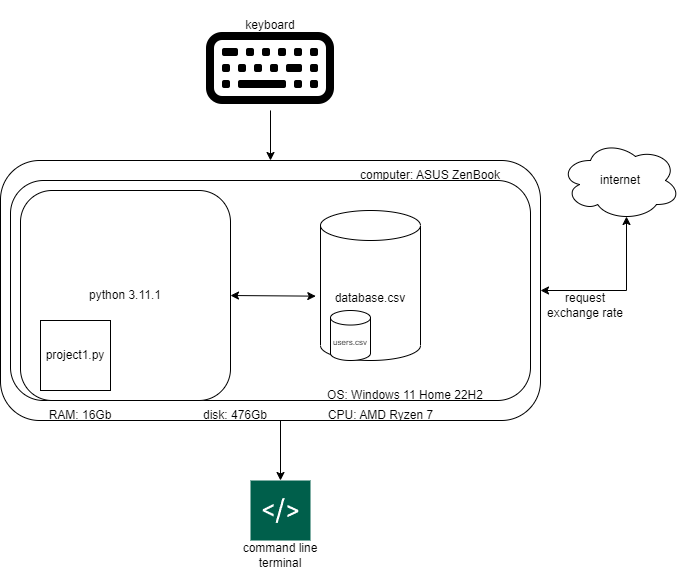 keyboard
computer: ASUS ZenBook
internet
python 3.11.1
database.csv
request
exchange rate
users.csv
project1.py
OS: Windows 11 Home 22H2
RAM: 16Gb
disk: 476Gb
CPU: AMD Ryzen 7
</>
command line
terminal